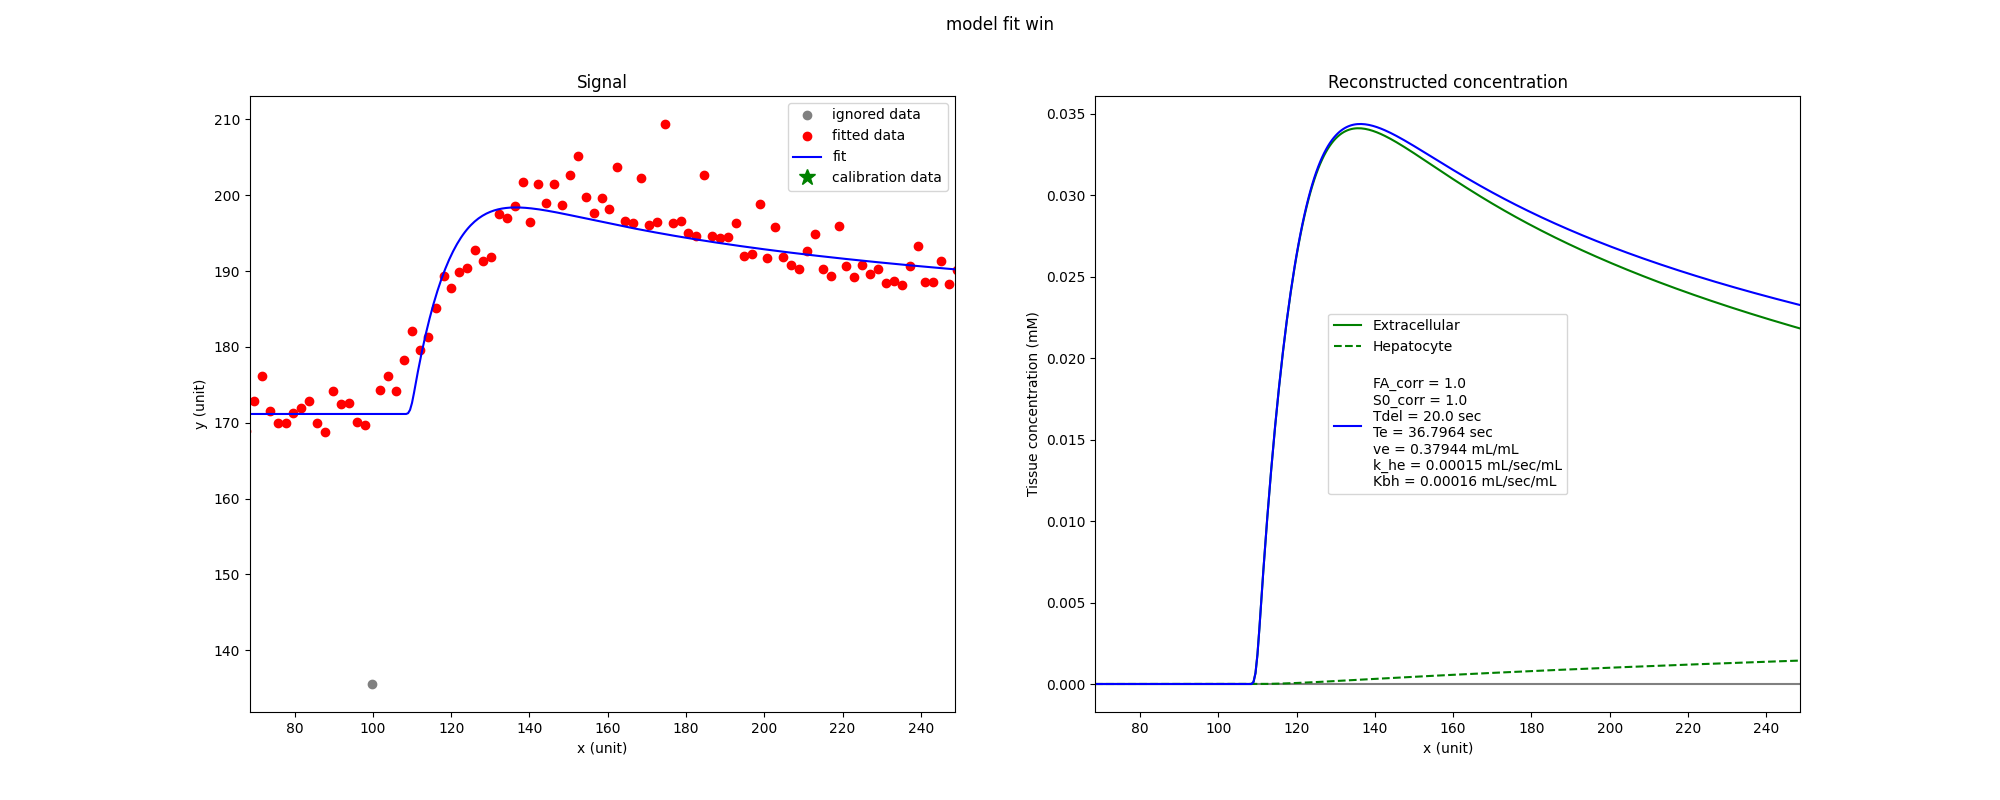 model fit win
Signal
210
200
190
180
170
160
150
140
y (unit)
80
100
120
140
160
180
200
220
240
x (unit)
ignored data
fitted data
fit
calibration data
Reconstructed concentration
0.035
0.030
0.025
0.020
0.015
0.010
0.005
0.000
Tissue concentration (mM)
80
100
120
140
160
180
200
220
240
x (unit)
Extracellular
Hepatocyte
FA_corr = 1.0
S0_corr = 1.0
Tdel = 20.0 sec
Te = 36.7964 sec
ve = 0.37944 mL/mL
k_he = 0.00015 mL/sec/mL
Kbh = 0.00016 mL/sec/mL